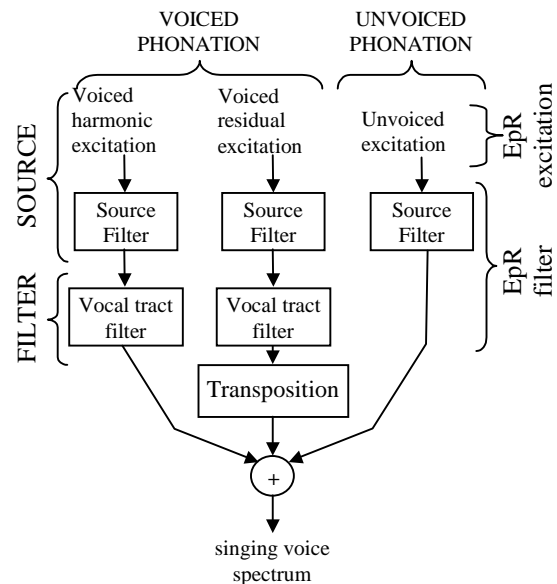 VOICED
PHONATION
UNVOICED
PHONATION
Voiced
harmonic
excitation
Voiced
residual
excitation
Unvoiced
excitation
SOURCE
EpR
excitation
Source
Filter
Source
Filter
Source
Filter
FILTER
EpR
filter
Vocal tract
filter
Vocal tract
filter
Transposition
+
singing voice
spectrum